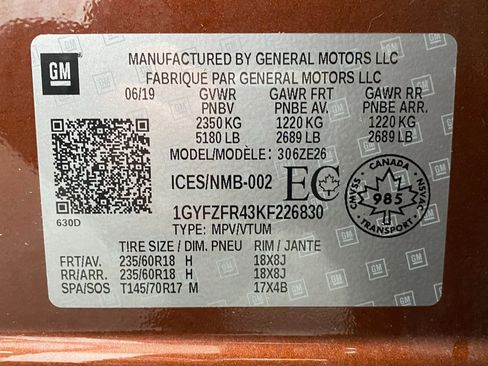 GM
MANUFACTURED BY GENERAL MOTORS LLC
FABRIQUÉ PAR GENERAL MOTORS LLC
06/19 GVWR GAWR FRT GAWR RR
PNBV PNBE AV. PNBE ARR.
2350 KG 1220 KG 1220 KG
5180 LB 2689 LB 2689 LB
MODEL/MODÈLE: 306ZE26
ICES/NMB-002 EC
CANADA
985
1GYFZFR43KF226830
630D
TYPE: MPV/VTUM
TIRE SIZE / DIM. PNEU RIM / JANTE
FRT/AV. 235/60R18 H 18X8J
RR/ARR. 235/60R18 H 18X8J
SPA/SOS T145/70R17 M 17X4B